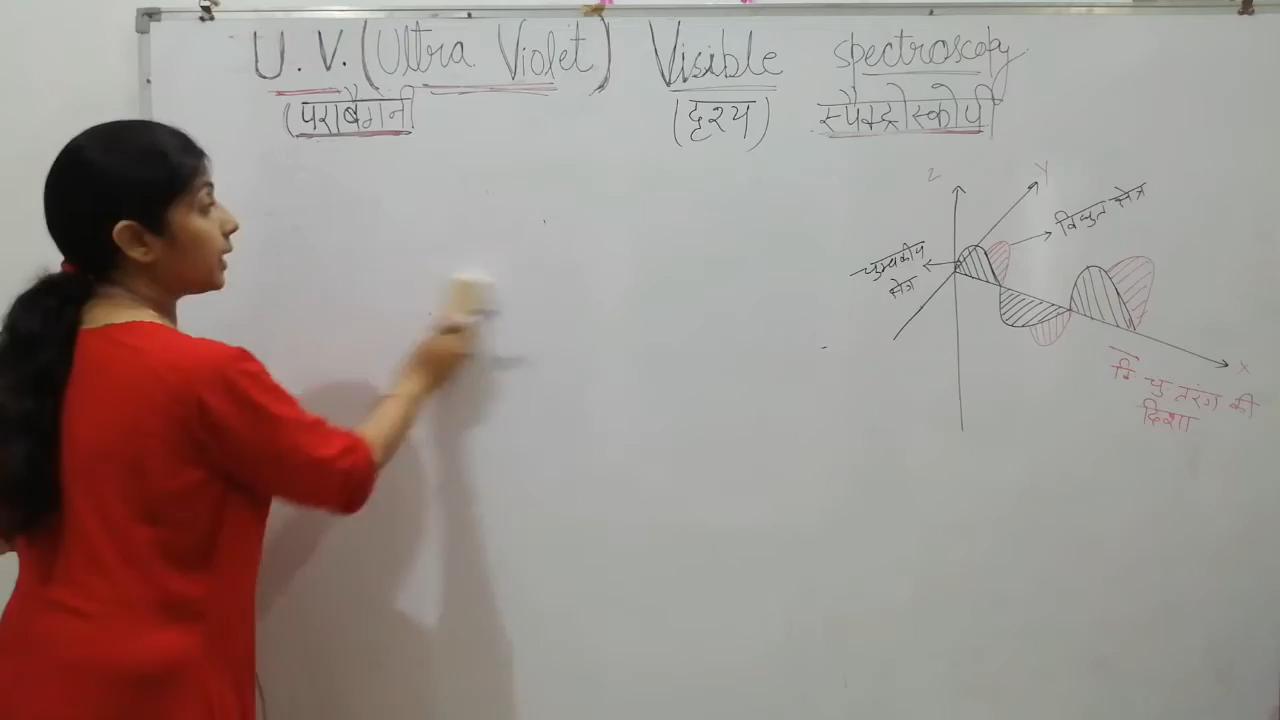 U.V. (Ultra Violet) Visible spectroscopy
(पराबैगनी (दृश्य) स्पैक्ट्रोस्कोपी
Z
Y
विद्युत क्षेत्र
चुम्बकीय
क्षेत्र
X
वि चु. तरंग की
दिशा